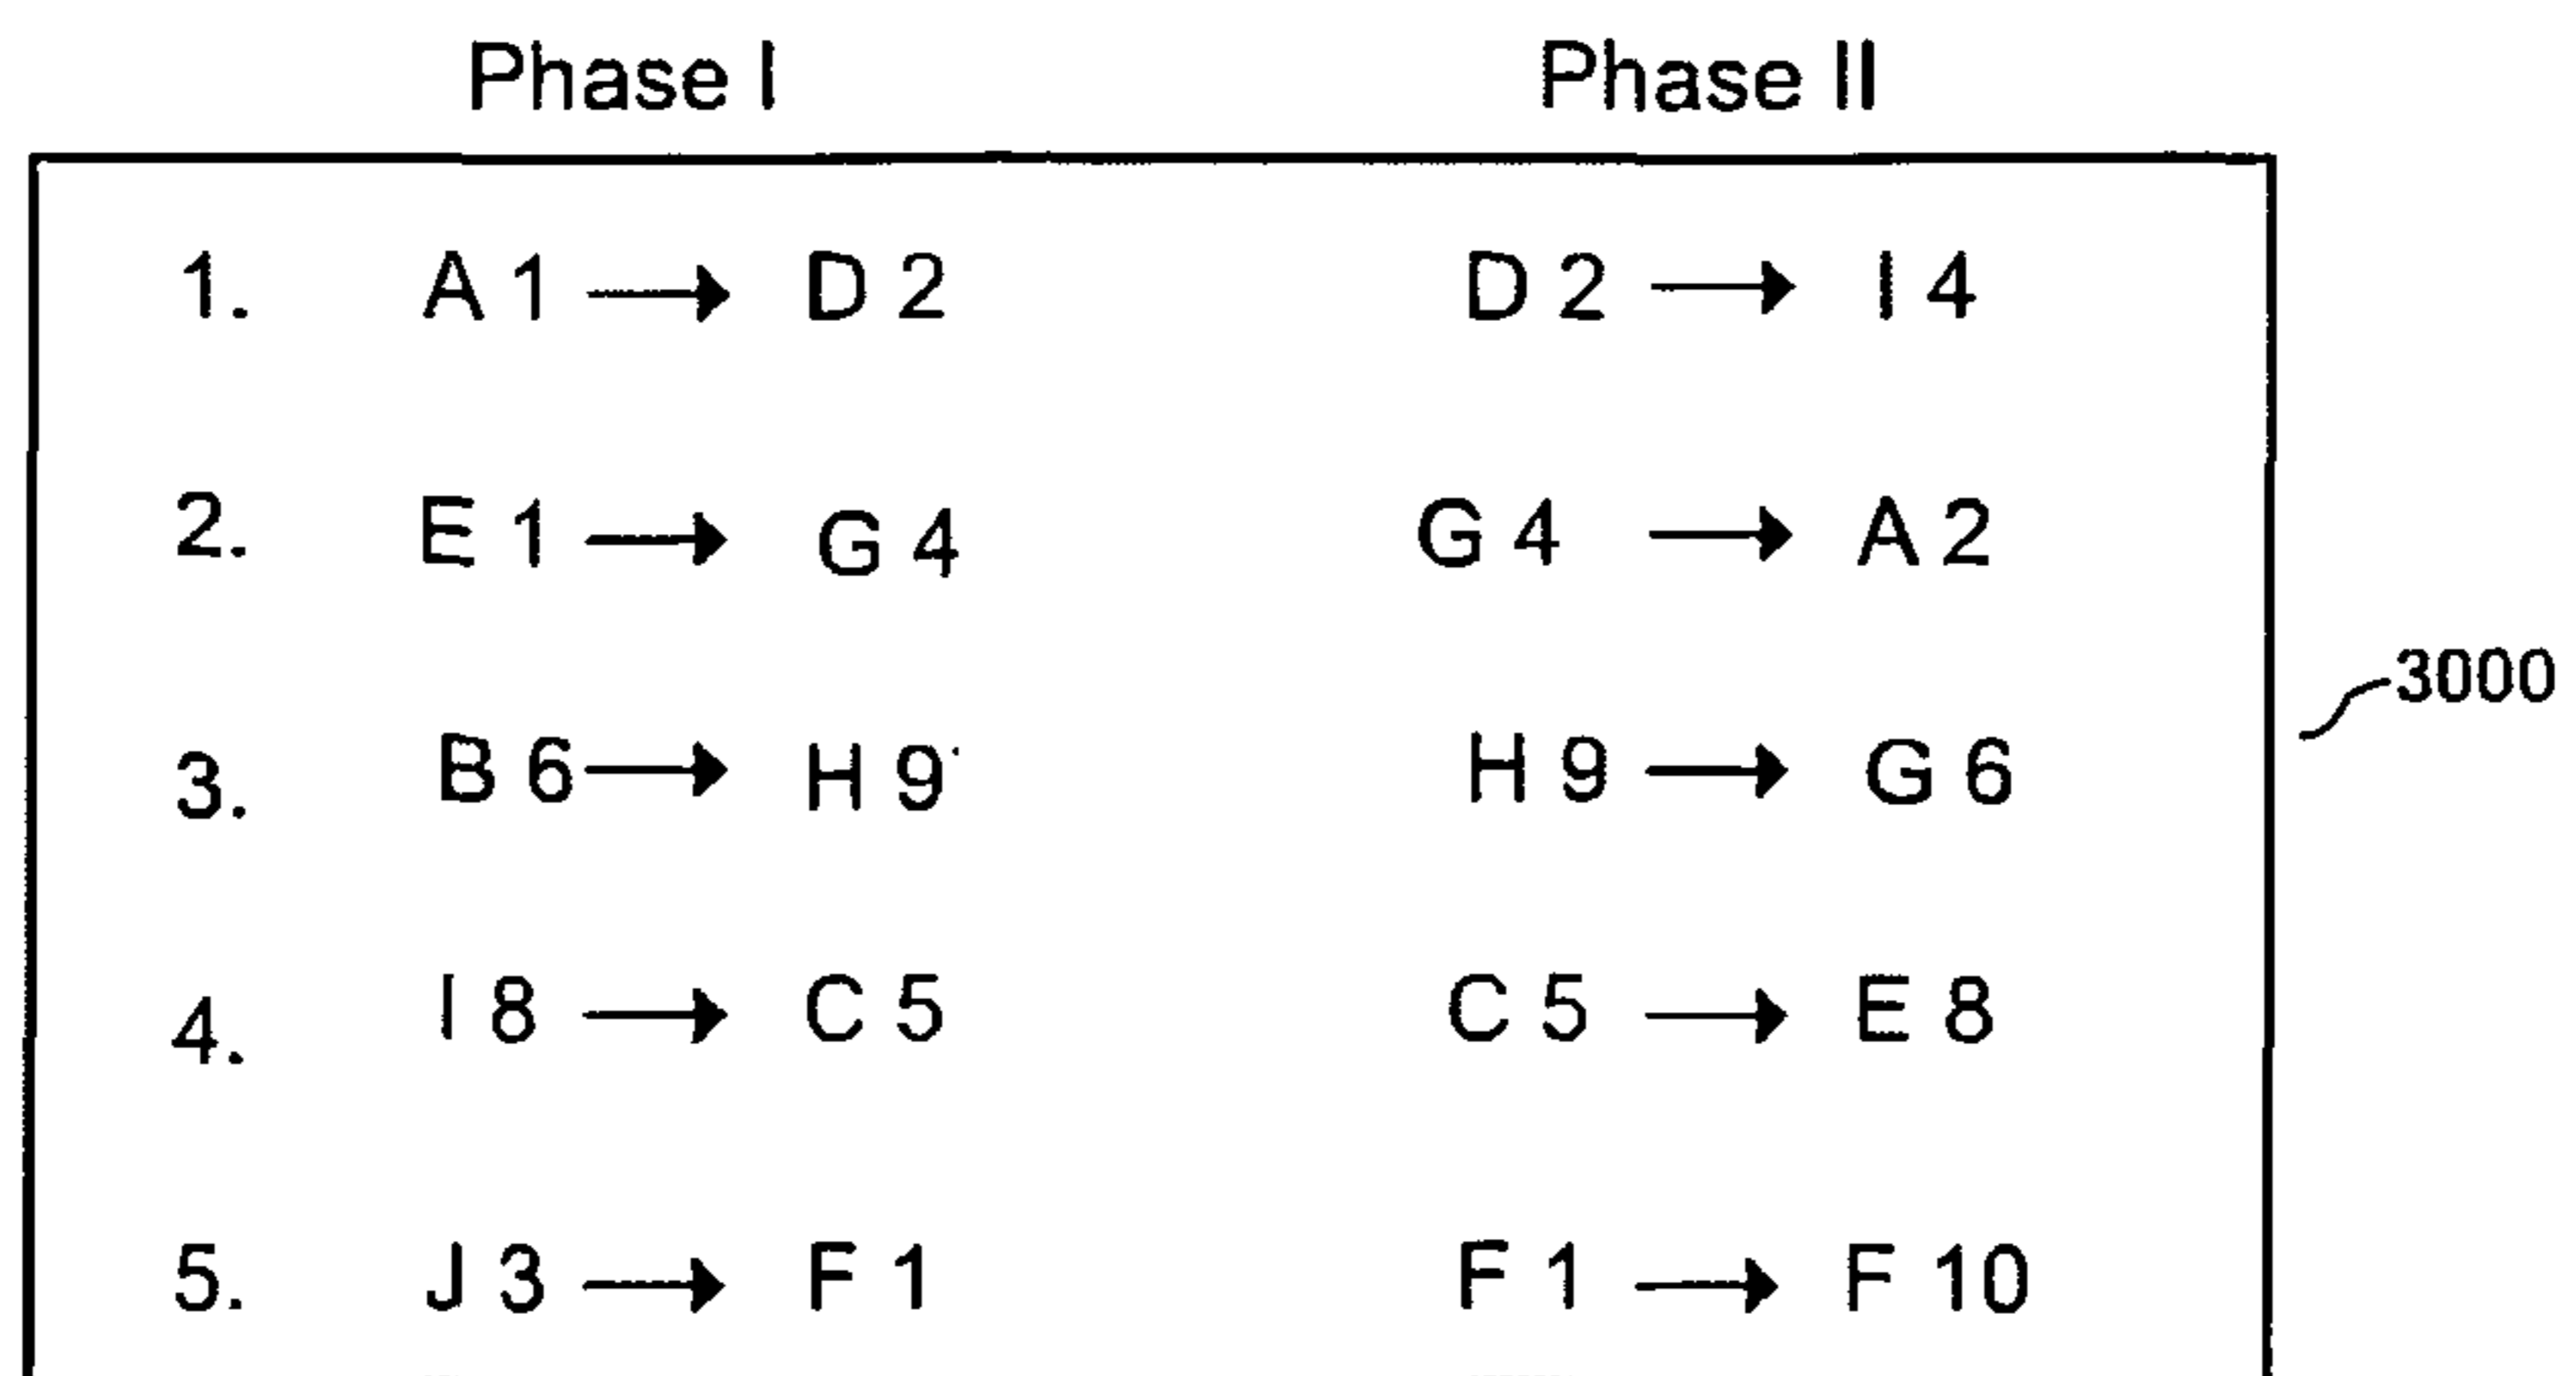 Phase I Phase II
1. A 1 → D 2 D 2 → I 4
2. E 1 → G 4 G 4 → A 2
3000
3. B 6 → H 9 H 9 → G 6
4. I 8 → C 5 C 5 → E 8
5. J 3 → F 1 F 1 → F 10